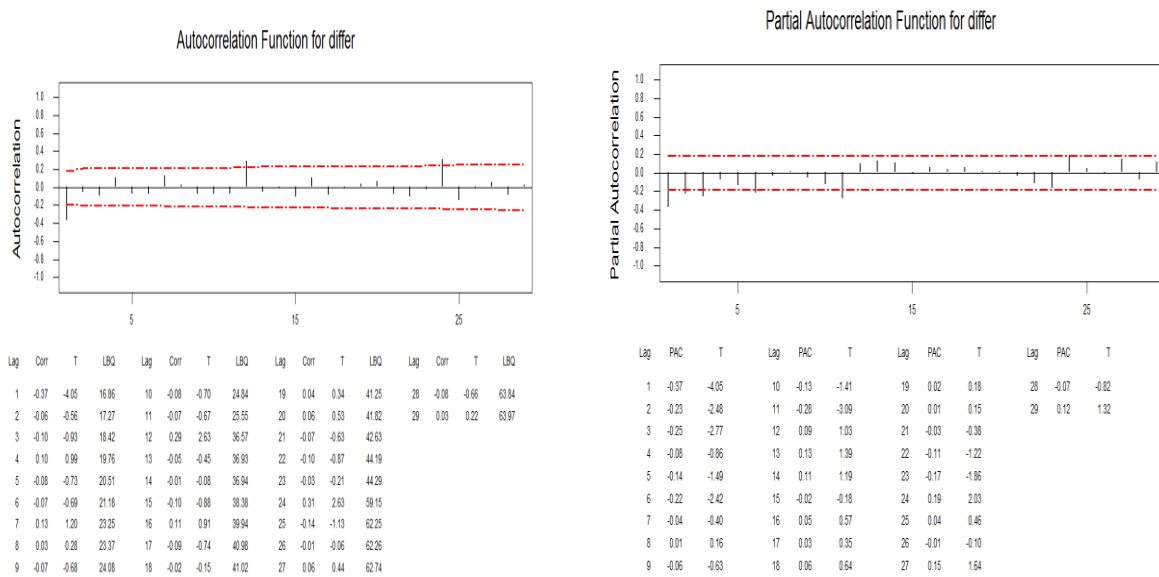 Autocorrelation Function for differ
Autocorrelation
1.0
0.8
0.6
0.4
0.2
0.0
-0.2
-0.4
-0.6
-0.8
-1.0
5 15 25
Lag Corr T LBQ Lag Corr T LBQ Lag Corr T LBQ Lag Corr T LBQ
1 -0.37 -4.05 16.86 10 -0.08 -0.70 24.84 19 0.04 0.34 41.25 28 -0.08 -0.66 63.84
2 -0.06 -0.56 17.27 11 -0.07 -0.67 25.55 20 0.06 0.53 41.82 29 0.03 0.22 63.97
3 -0.10 -0.93 18.42 12 0.29 2.63 36.57 21 -0.07 -0.63 42.63
4 0.10 0.99 19.76 13 -0.05 -0.45 36.93 22 -0.10 -0.87 44.19
5 -0.08 -0.73 20.51 14 -0.01 -0.08 36.94 23 -0.03 -0.21 44.29
6 -0.07 -0.69 21.18 15 -0.10 -0.88 38.38 24 0.31 2.63 59.15
7 0.13 1.20 23.25 16 0.11 0.91 39.94 25 -0.14 -1.13 62.25
8 0.03 0.28 23.37 17 -0.09 -0.74 40.98 26 -0.01 -0.06 62.26
9 -0.07 -0.68 24.08 18 -0.02 -0.15 41.02 27 0.06 0.44 62.74
Partial Autocorrelation Function for differ
Partial Autocorrelation
1.0
0.8
0.6
0.4
0.2
0.0
-0.2
-0.4
-0.6
-0.8
-1.0
5 15 25
Lag PAC T Lag PAC T Lag PAC T Lag PAC T
1 -0.37 -4.05 10 -0.13 -1.41 19 0.02 0.18 28 -0.07 -0.82
2 -0.23 -2.48 11 -0.28 -3.09 20 0.01 0.15 29 0.12 1.32
3 -0.25 -2.77 12 0.09 1.03 21 -0.03 -0.38
4 -0.08 -0.86 13 0.13 1.39 22 -0.11 -1.22
5 -0.14 -1.49 14 0.11 1.19 23 -0.17 -1.86
6 -0.22 -2.42 15 -0.02 -0.18 24 0.19 2.03
7 -0.04 -0.40 16 0.05 0.57 25 0.04 0.46
8 0.01 0.16 17 0.03 0.35 26 -0.01 -0.10
9 -0.06 -0.63 18 0.06 0.64 27 0.15 1.64